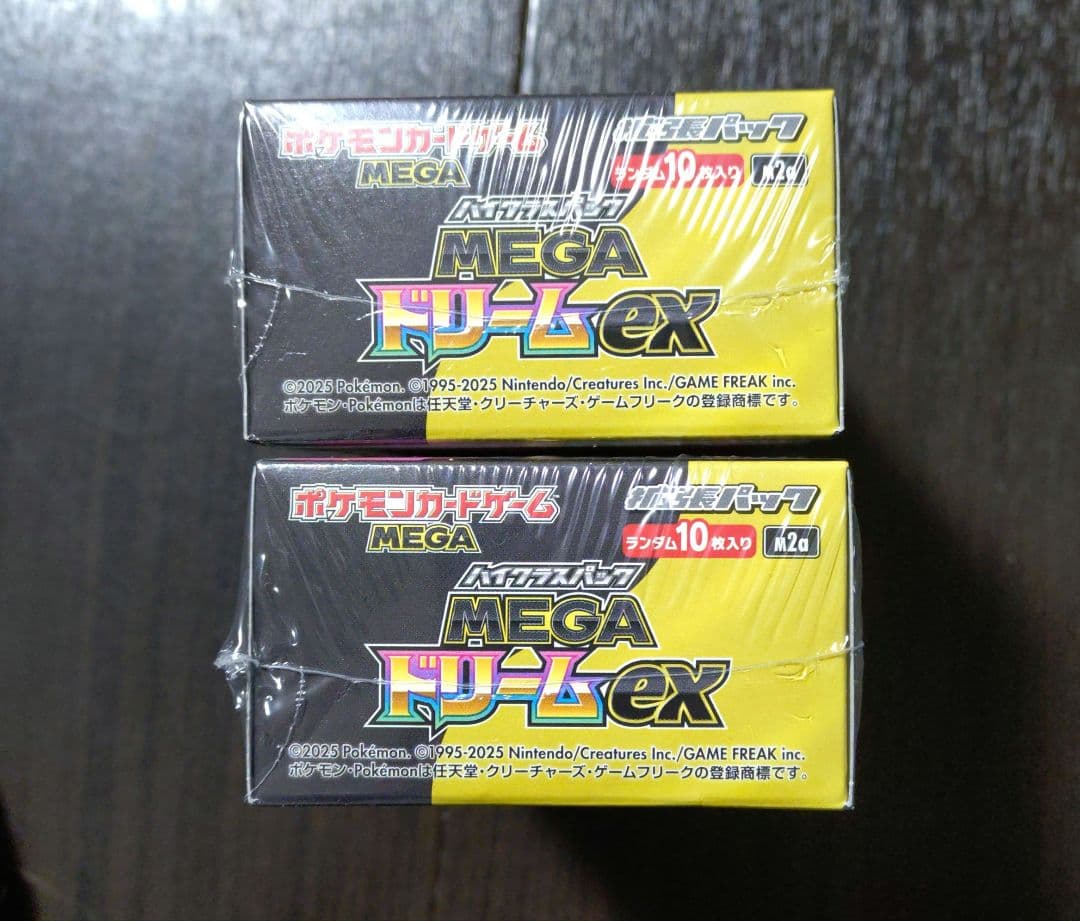 ポケモンカードゲーム
MEGA
拡張パック
ランダム10枚入り M2a
ハイクラスパック
MEGA
ドリームex
©2025 Pokémon. ©1995-2025 Nintendo/Creatures Inc./GAME FREAK inc.
ポケモン・Pokémonは任天堂・クリーチャーズ・ゲームフリークの登録商標です。
ポケモンカードゲーム
MEGA
拡張パック
ランダム10枚入り M2a
ハイクラスパック
MEGA
ドリームex
©2025 Pokémon. ©1995-2025 Nintendo/Creatures Inc./GAME FREAK inc.
ポケモン・Pokémonは任天堂・クリーチャーズ・ゲームフリークの登録商標です。